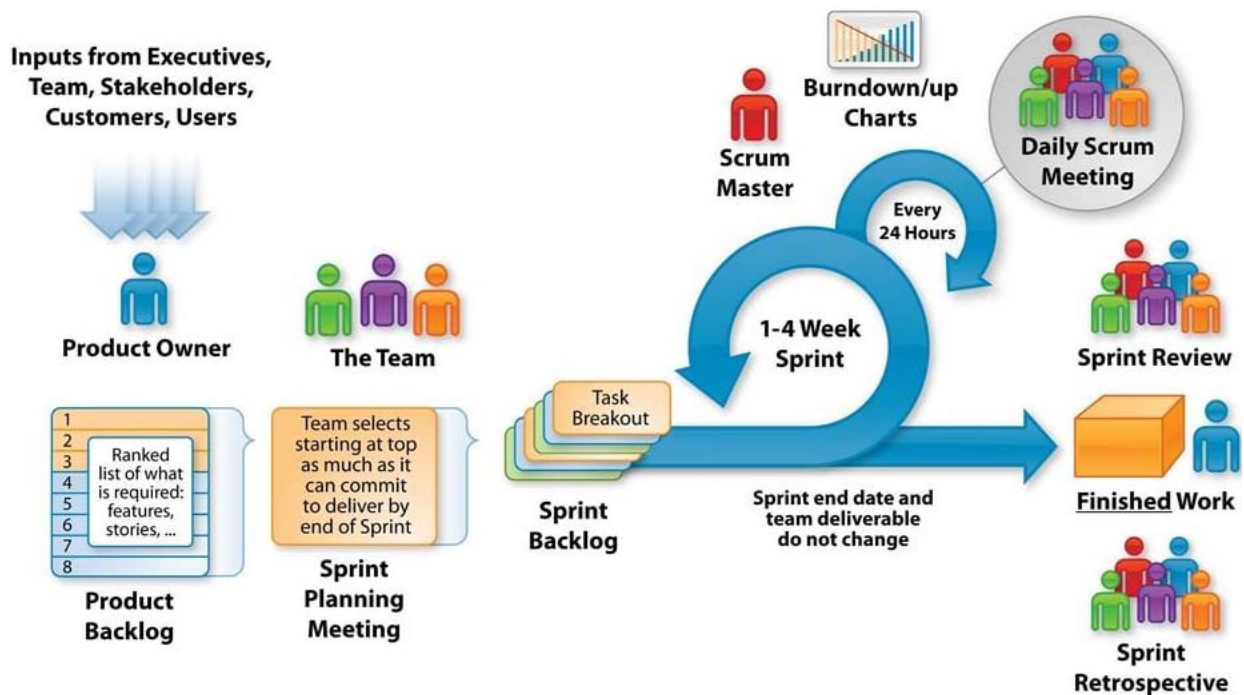 Inputs from Executives,
Team, Stakeholders,
Customers, Users
Product Owner
The Team
1
2
3
4
5
6
7
8
Ranked
list of what
is required:
features,
stories, ...
Product
Backlog
Team selects
starting at top
as much as it
can commit
to deliver by
end of Sprint
Sprint
Planning
Meeting
Task
Breakout
Sprint
Backlog
Scrum
Master
Burndown/up
Charts
Daily Scrum
Meeting
Every
24 Hours
1-4 Week
Sprint
Sprint end date and
team deliverable
do not change
Sprint Review
Finished Work
Sprint
Retrospective